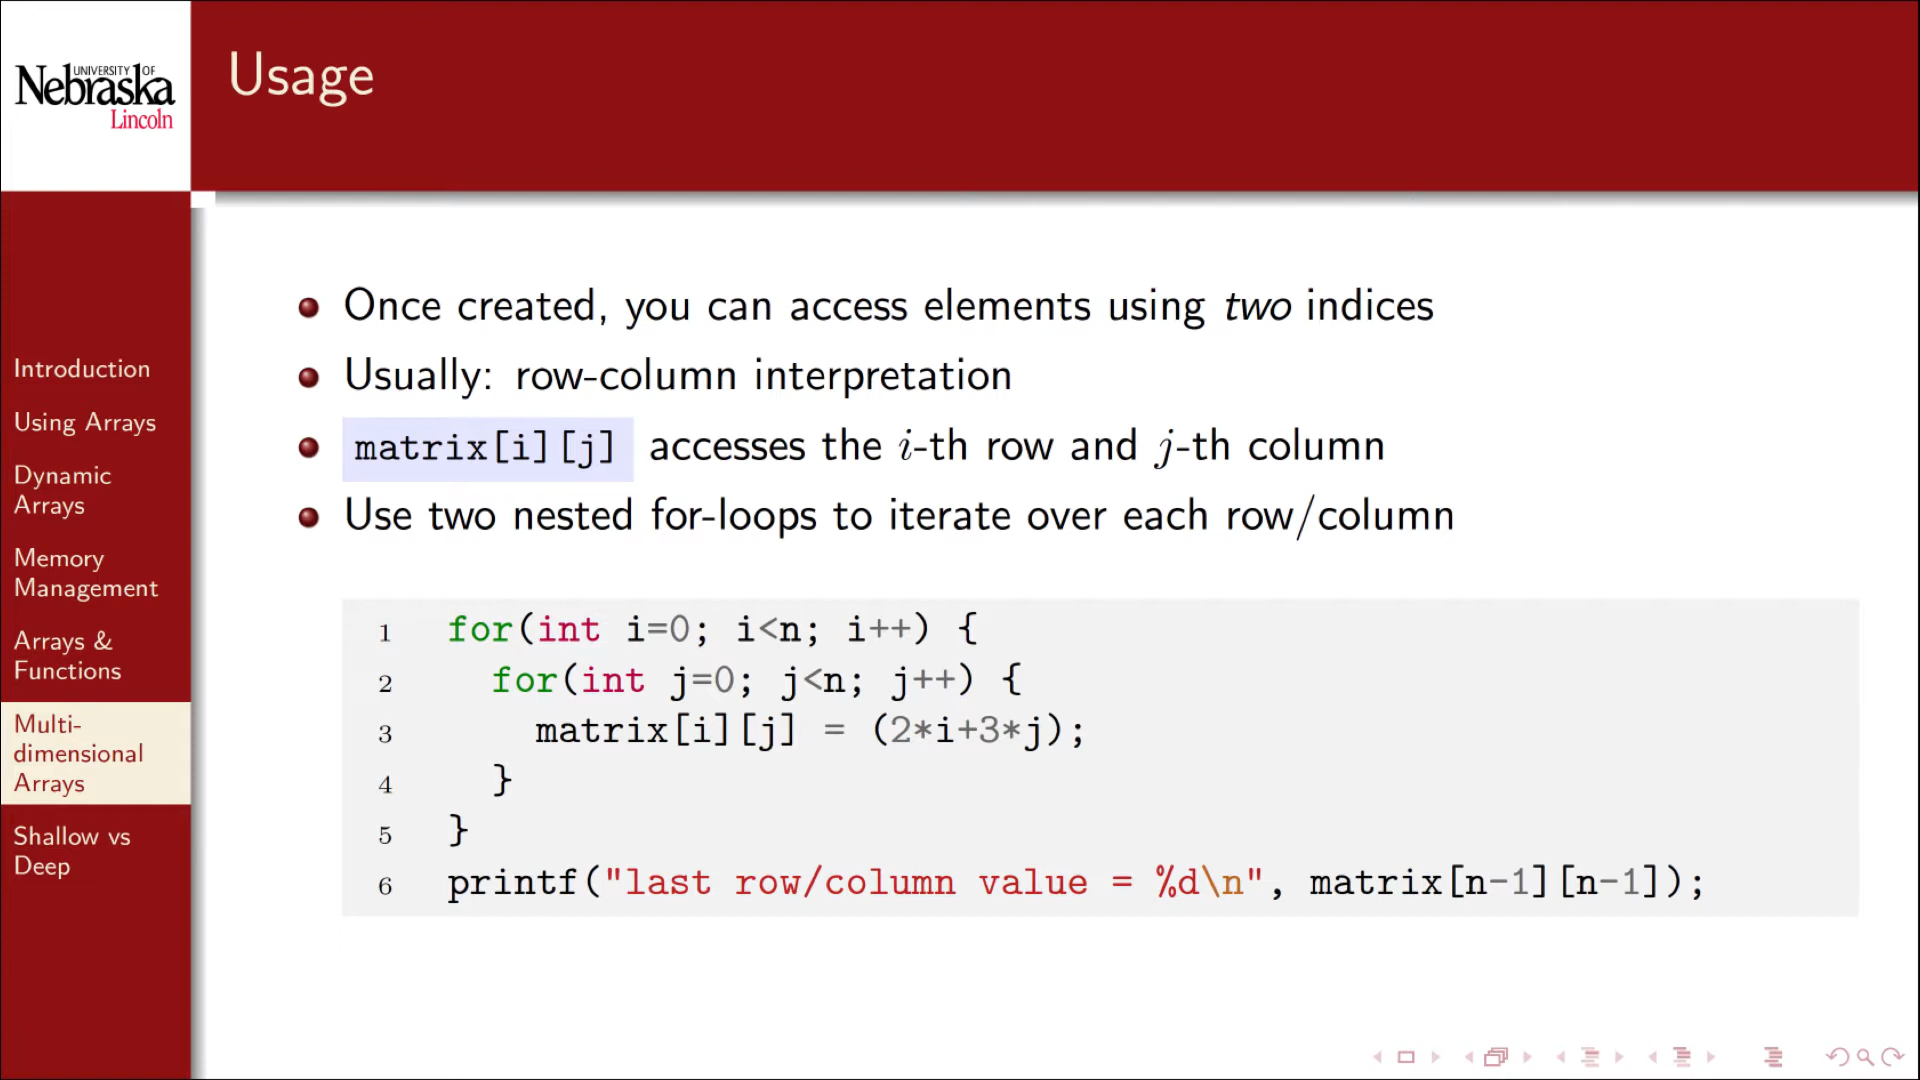 UNIVERSITY OF
Nebraska
Lincoln
Usage
Introduction
Using Arrays
Dynamic
Arrays
Memory
Management
Arrays &
Functions
Multi-
dimensional
Arrays
Shallow vs
Deep
Once created, you can access elements using two indices
Usually: row-column interpretation
matrix[i][j] accesses the i-th row and j-th column
Use two nested for-loops to iterate over each row/column
1 for(int i=0; i<n; i++) {
2   for(int j=0; j<n; j++) {
3     matrix[i][j] = (2*i+3*j);
4   }
5 }
6 printf("last row/column value = %d\n", matrix[n-1][n-1]);